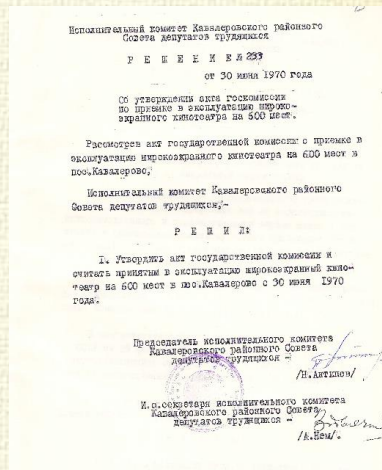 Исполнительный комитет Кавалеровского районного
Совета депутатов трудящихся
Р Е Ш Е Н И Е № 233
от 30 июня 1970 года
Об утверждении акта госкомиссии
по приемке в эксплуатацию широко-
экранного кинотеатра на 600 мест.
Рассмотрев акт государственной комиссии о приемке в
эксплуатацию широкоэкранного кинотеатра на 600 мест в
пос.Кавалерово,
Исполнительный комитет Кавалеровского районного
Совета депутатов трудящихся,-
Р Е Ш И Л:
I. Утвердить акт государственной комиссии и
считать принятым в эксплуатацию широкоэкранный кино-
театр на 600 мест в пос.Кавалерово с 30 июня 1970
года.
Председатель исполнительного комитета
Кавалеровского районного Совета
депутатов трудящихся -
/Н.Антипов/
И.о.секретаря исполнительного комитета
Кавалеровского районного Совета
депутатов трудящихся -
/А.Нем/.